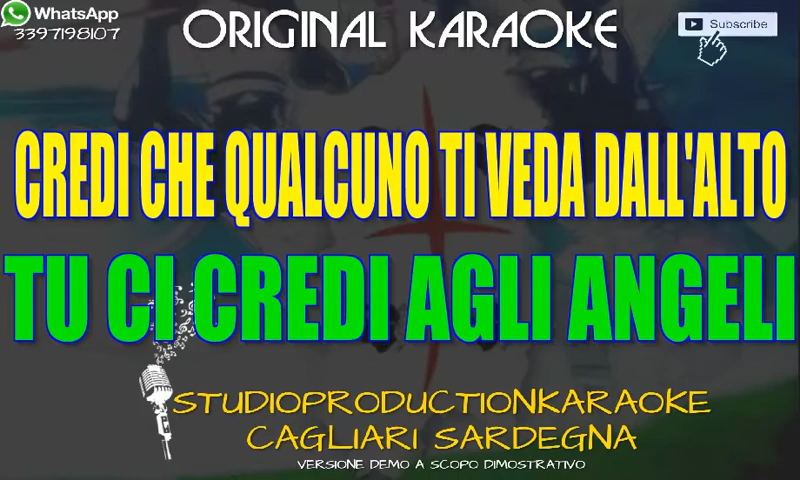 WhatsApp
3397198107
ORIGINAL KARAOKE
Subscribe
CREDI CHE QUALCUNO TI VEDA DALL'ALTO
TU CI CREDI AGLI ANGELI
STUDIOPRODUCTIONKARAOKE
CAGLIARI SARDEGNA
VERSIONE DEMO A SCOPO DIMOSTRATIVO